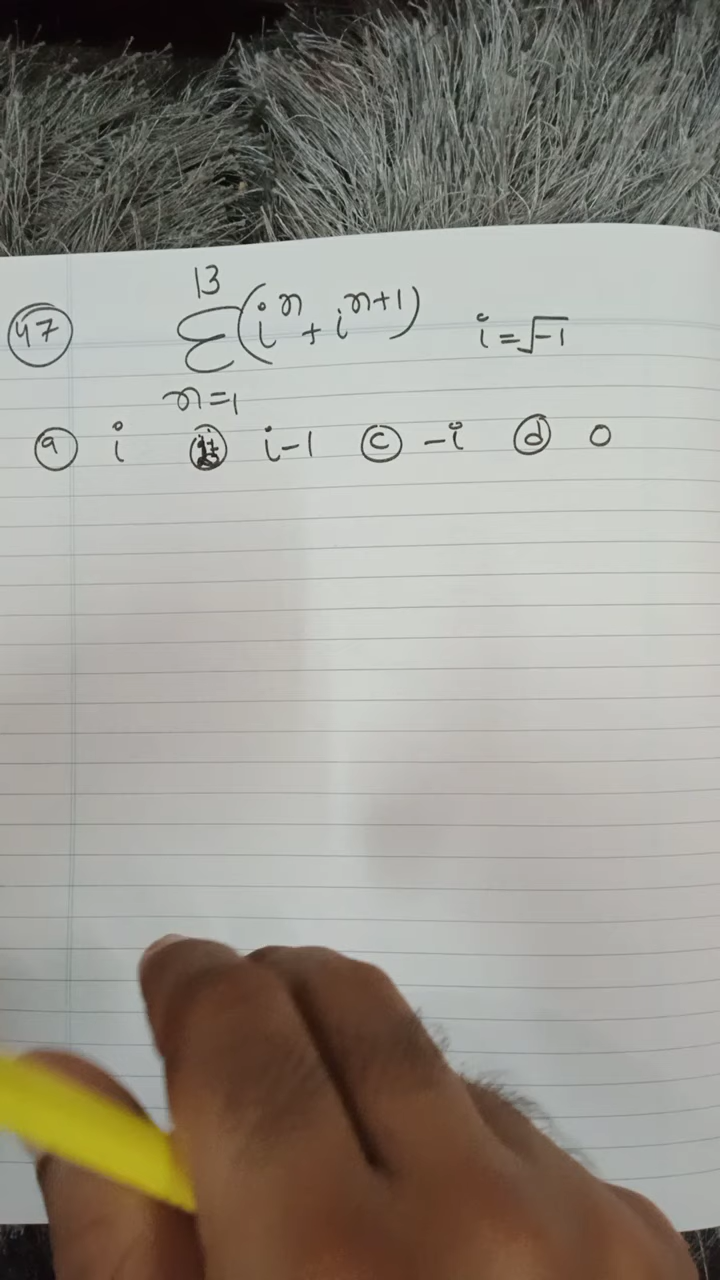 13
(47) Σ(i^n + i^(n+1)) i = √-1
n=1
(a) i i-1 (c) -i (d) 0